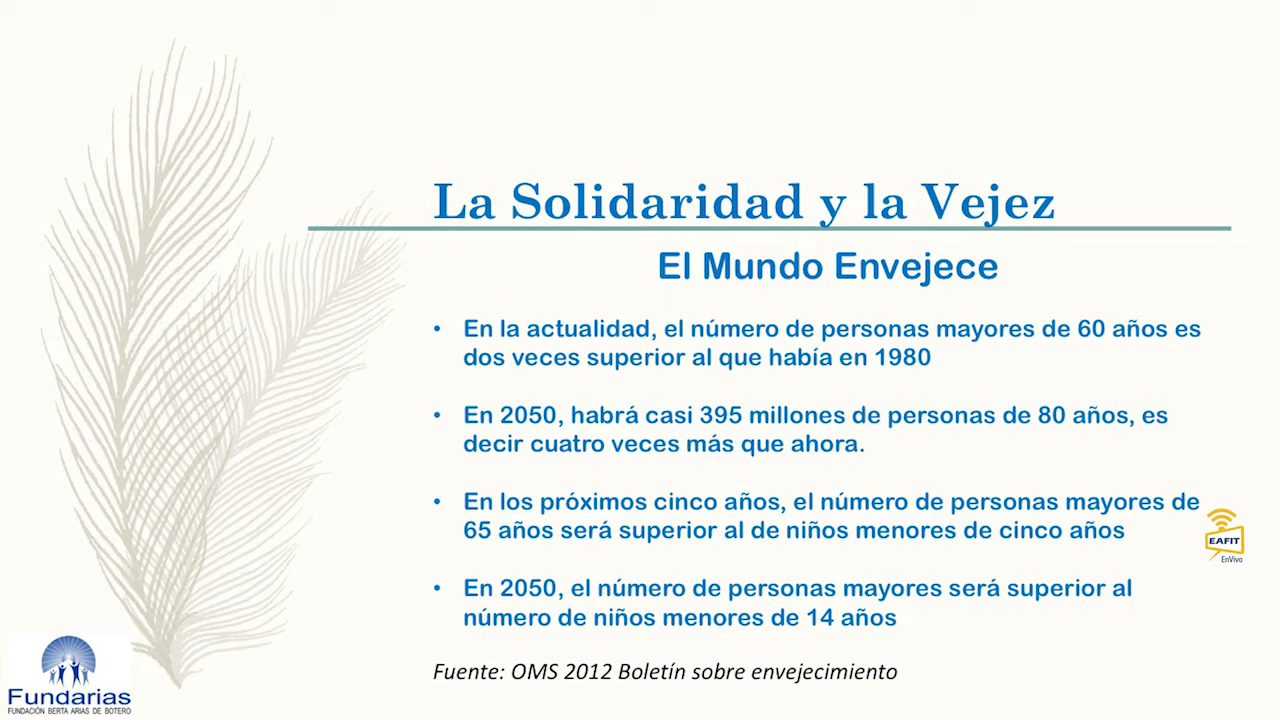 La Solidaridad y la Vejez
El Mundo Envejece
• En la actualidad, el número de personas mayores de 60 años es
dos veces superior al que había en 1980
• En 2050, habrá casi 395 millones de personas de 80 años, es
decir cuatro veces más que ahora.
• En los próximos cinco años, el número de personas mayores de
65 años será superior al de niños menores de cinco años
• En 2050, el número de personas mayores será superior al
número de niños menores de 14 años
Fuente: OMS 2012 Boletín sobre envejecimiento
EAFIT
EnVivo
Fundarias
FUNDACIÓN BERTA ARIAS DE BOTERO